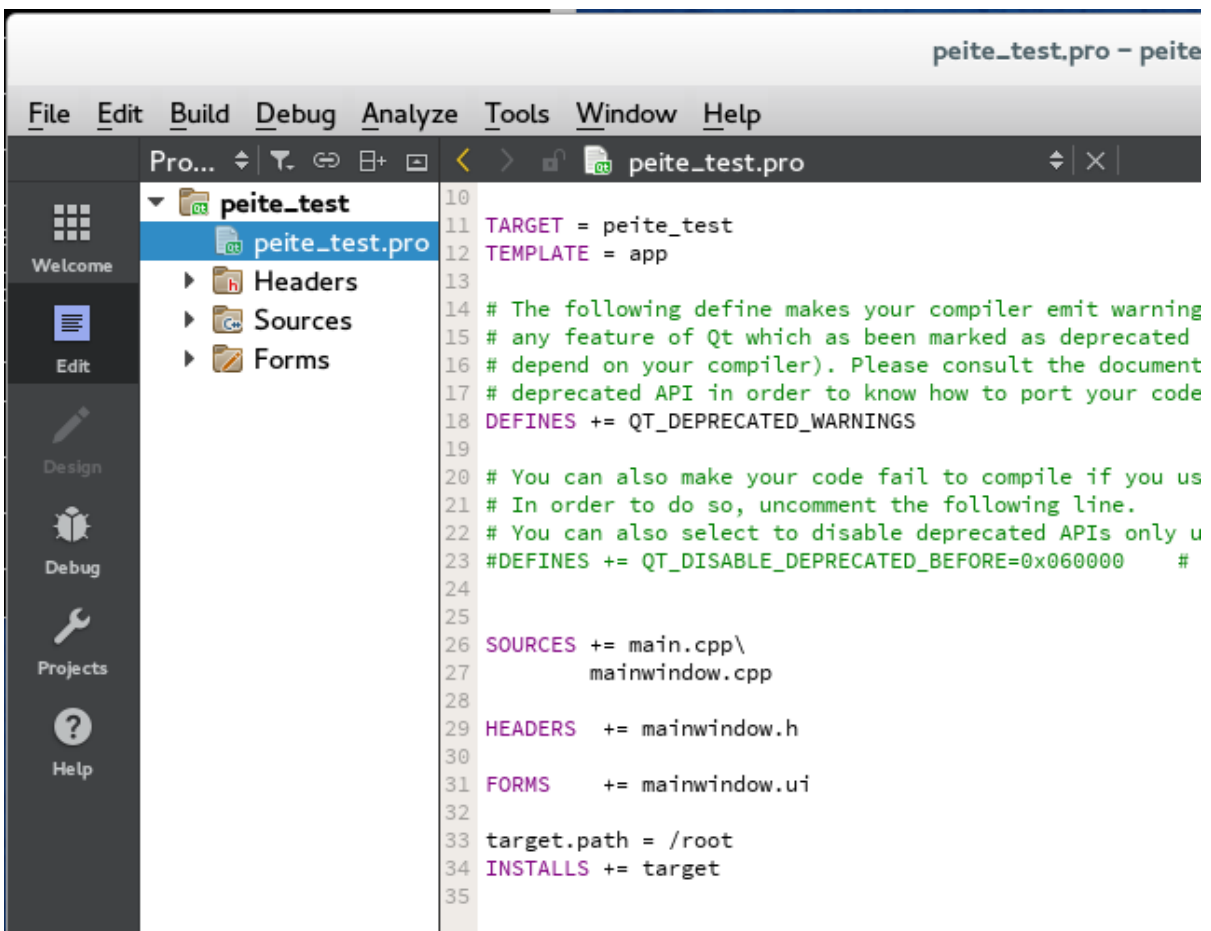 peite_test.pro – peite
File Edit Build Debug Analyze Tools Window Help
Pro... peite_test.pro
Welcome
Edit
Design
Debug
Projects
Help
peite_test
peite_test.pro
Headers
Sources
Forms
10
11 TARGET = peite_test
12 TEMPLATE = app
13
14 # The following define makes your compiler emit warning
15 # any feature of Qt which as been marked as deprecated
16 # depend on your compiler). Please consult the document
17 # deprecated API in order to know how to port your code
18 DEFINES += QT_DEPRECATED_WARNINGS
19
20 # You can also make your code fail to compile if you us
21 # In order to do so, uncomment the following line.
22 # You can also select to disable deprecated APIs only u
23 #DEFINES += QT_DISABLE_DEPRECATED_BEFORE=0x060000    #
24
25
26 SOURCES += main.cpp\
27         mainwindow.cpp
28
29 HEADERS  += mainwindow.h
30
31 FORMS    += mainwindow.ui
32
33 target.path = /root
34 INSTALLS += target
35